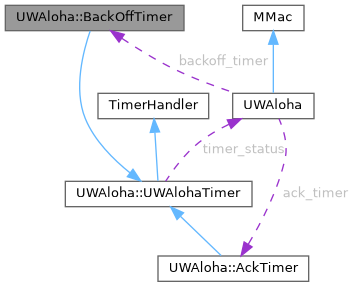 UWAloha::BackOffTimer
MMac
backoff_timer
TimerHandler
UWAloha
timer_status
UWAloha::UWAlohaTimer
ack_timer
UWAloha::AckTimer